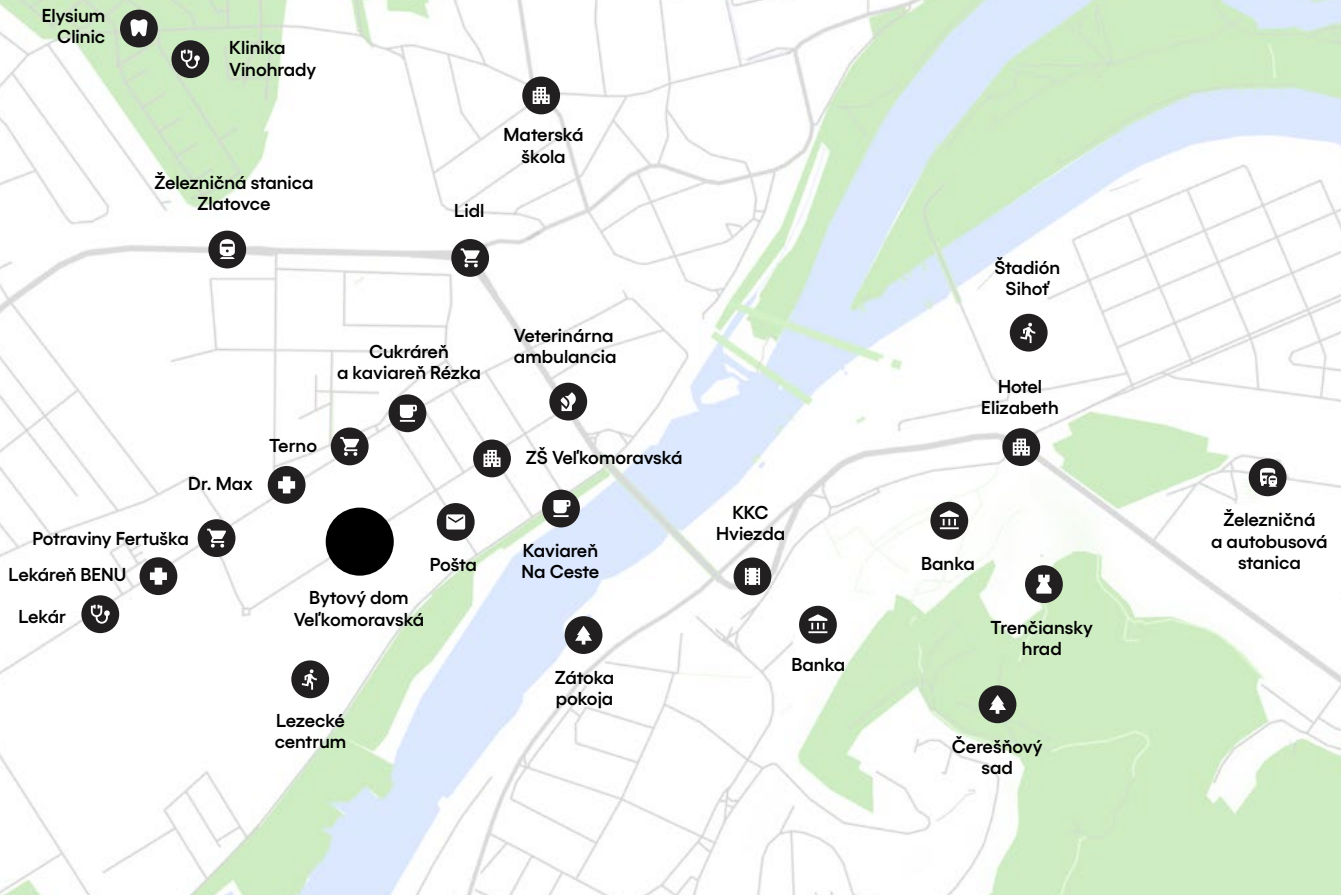 Elysium
Clinic
Klinika
Vinohrady
Materská
škola
Železničná stanica
Zlatovce
Lidl
Štadión
Sihoť
Veterinárna
ambulancia
Cukráreň
a kaviareň Rézka
Hotel
Elizabeth
Terno
ZŠ Veľkomoravská
Dr. Max
KKC
Hviezda
Železničná
a autobusová
stanica
Potraviny Fertuška
Pošta
Kaviareň
Na Ceste
Banka
Lekáreň BENU
Bytový dom
Veľkomoravská
Lekár
Trenčiansky
hrad
Banka
Zátoka
pokoja
Lezecké
centrum
Čerešňový
sad